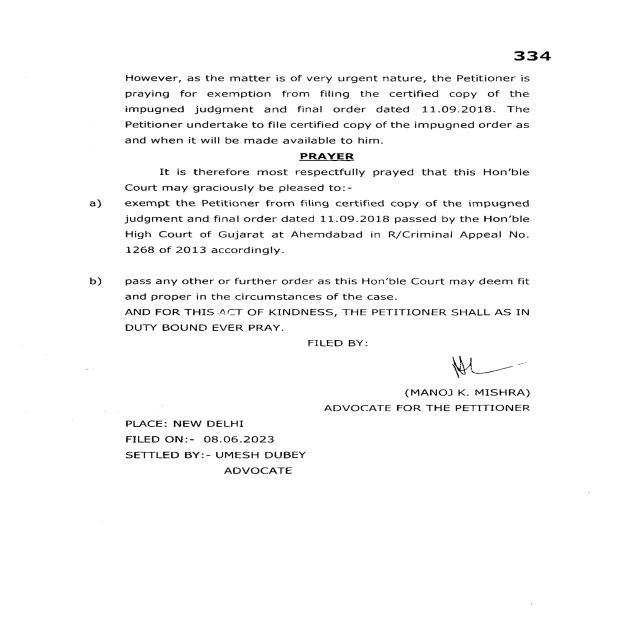 334
However, as the matter is of very urgent nature, the Petitioner is
praying for exemption from filing the certified copy of the
impugned judgment and final order dated 11.09.2018. The
Petitioner undertake to file certified copy of the impugned order as
and when it will be made available to him.
PRAYER
It is therefore most respectfully prayed that this Hon'ble
Court may graciously be pleased to:-
a) exempt the Petitioner from filing certified copy of the impugned
judgment and final order dated 11.09.2018 passed by the Hon'ble
High Court of Gujarat at Ahemdabad in R/Criminal Appeal No.
1268 of 2013 accordingly.
b) pass any other or further order as this Hon'ble Court may deem fit
and proper in the circumstances of the case.
AND FOR THIS ACT OF KINDNESS, THE PETITIONER SHALL AS IN
DUTY BOUND EVER PRAY.
FILED BY:
(MANOJ K. MISHRA)
ADVOCATE FOR THE PETITIONER
PLACE: NEW DELHI
FILED ON:- 08.06.2023
SETTLED BY:- UMESH DUBEY
ADVOCATE